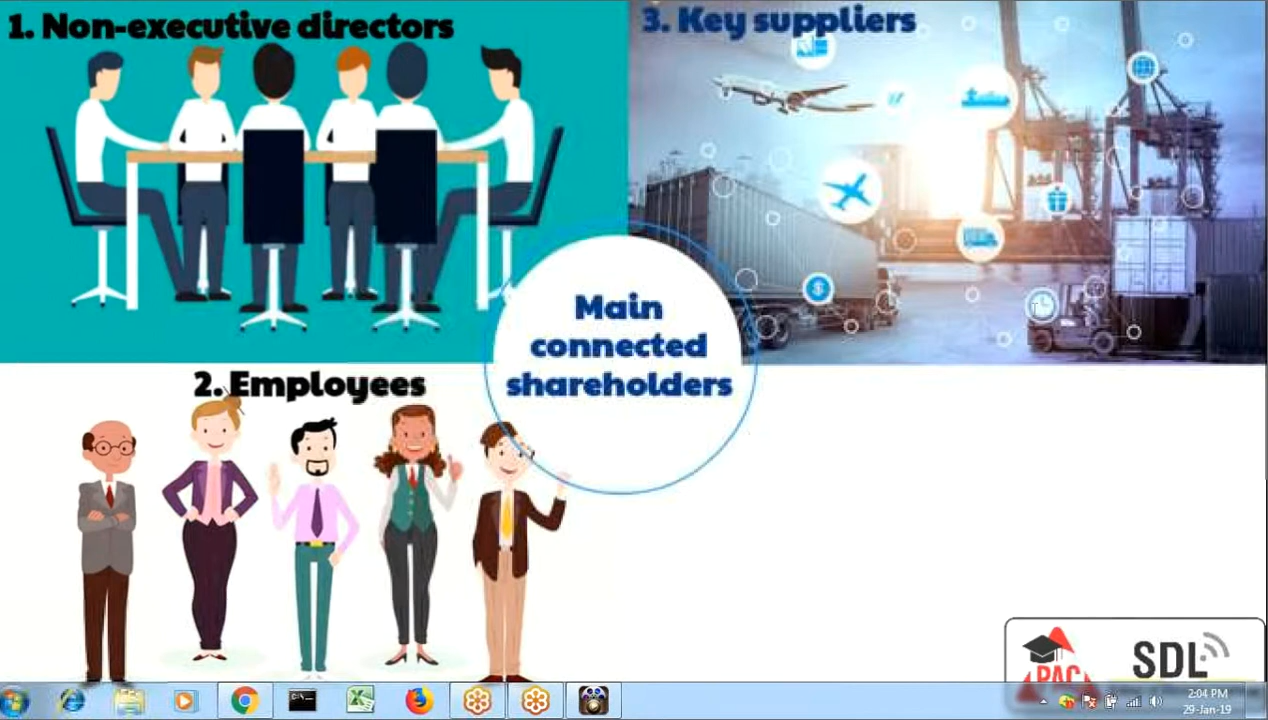 1. Non-executive directors
3. Key suppliers
Main
connected
shareholders
2. Employees
PAC
SDL
2:04 PM
29-Jan-19